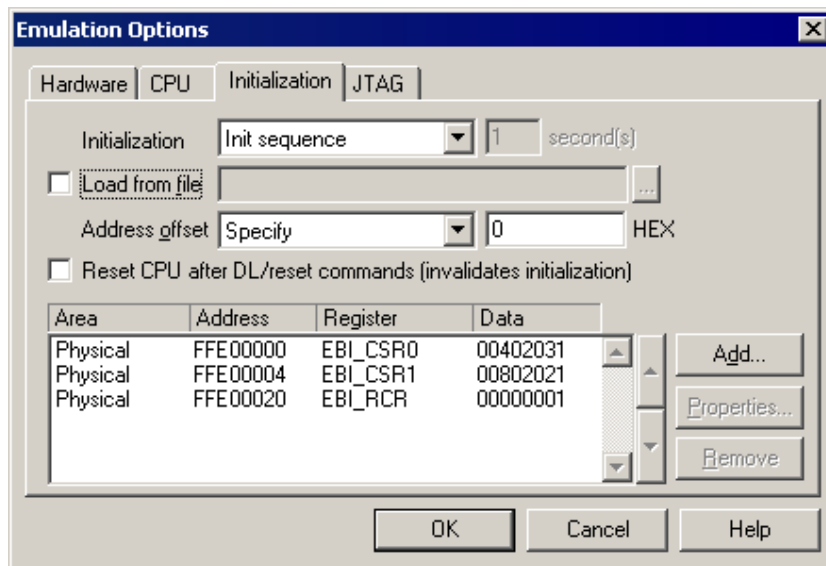 Emulation Options
Hardware CPU Initialization JTAG
Initialization Init sequence 1 second(s)
Load from file ...
Address offset Specify 0 HEX
Reset CPU after DL/reset commands (invalidates initialization)
Area Address Register Data
Physical FFE00000 EBI_CSR0 00402031
Physical FFE00004 EBI_CSR1 00802021
Physical FFE00020 EBI_RCR 00000001
Add...
Properties...
Remove
OK Cancel Help